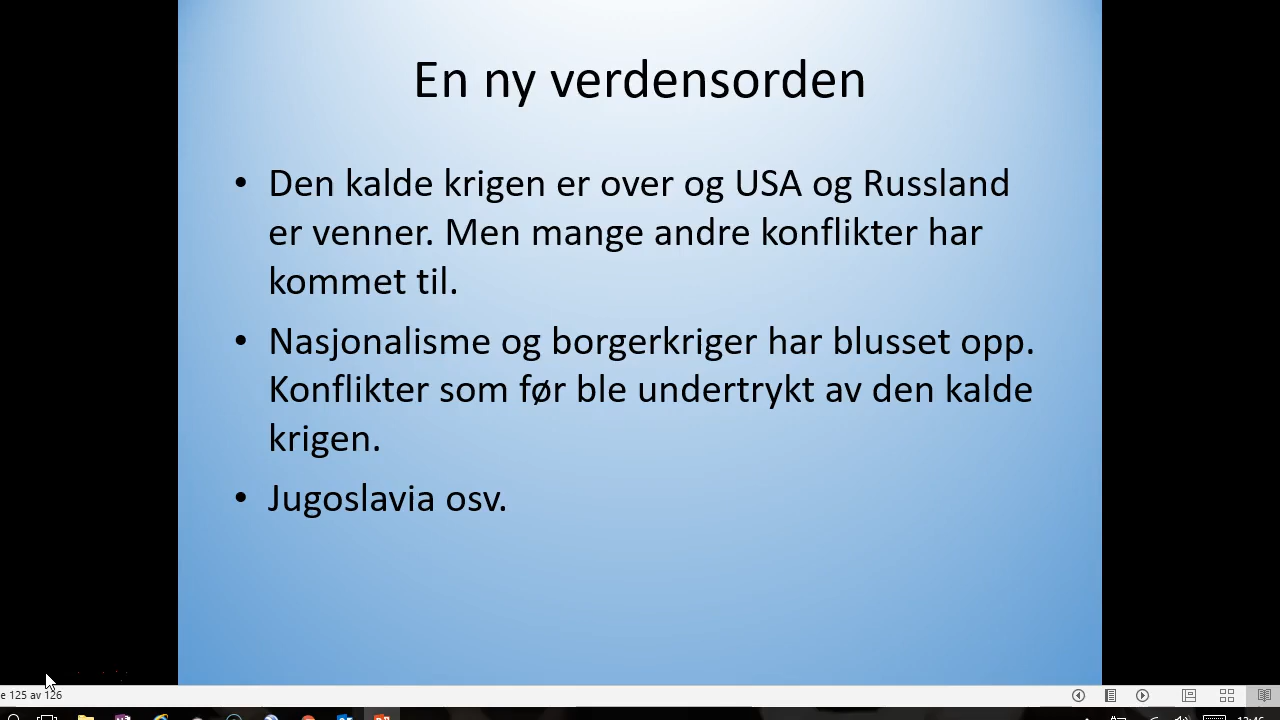 En ny verdensorden
• Den kalde krigen er over og USA og Russland
er venner. Men mange andre konflikter har
kommet til.
• Nasjonalisme og borgerkriger har blusset opp.
Konflikter som før ble undertrykt av den kalde
krigen.
• Jugoslavia osv.
e 125 av 126